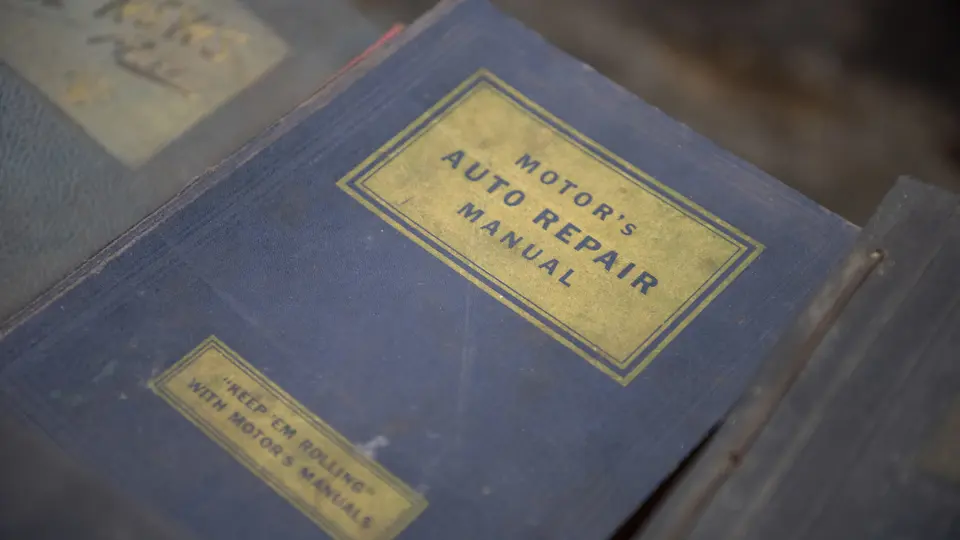 MOTOR'S
AUTO REPAIR
MANUAL
"KEEP 'EM ROLLING"
WITH MOTOR'S MANUALS